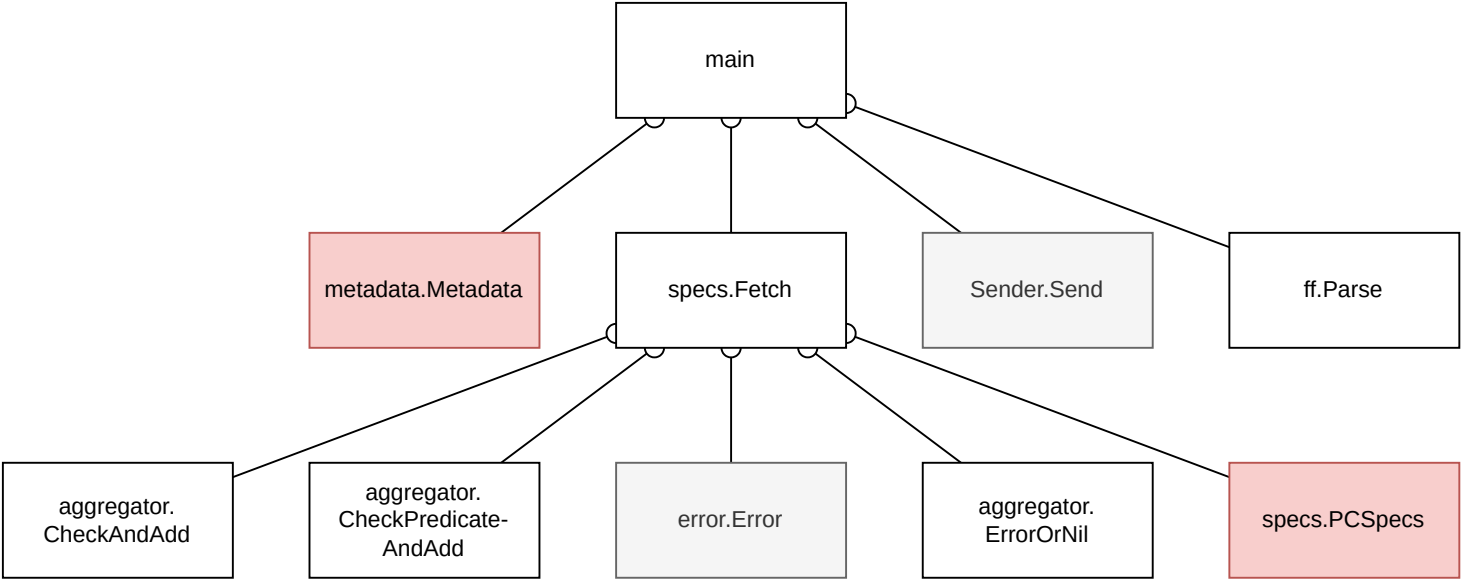 main
metadata.Metadata
specs.Fetch
Sender.Send
ff.Parse
aggregator.
CheckAndAdd
aggregator.
CheckPredicate-
AndAdd
error.Error
aggregator.
ErrorOrNil
specs.PCSpecs